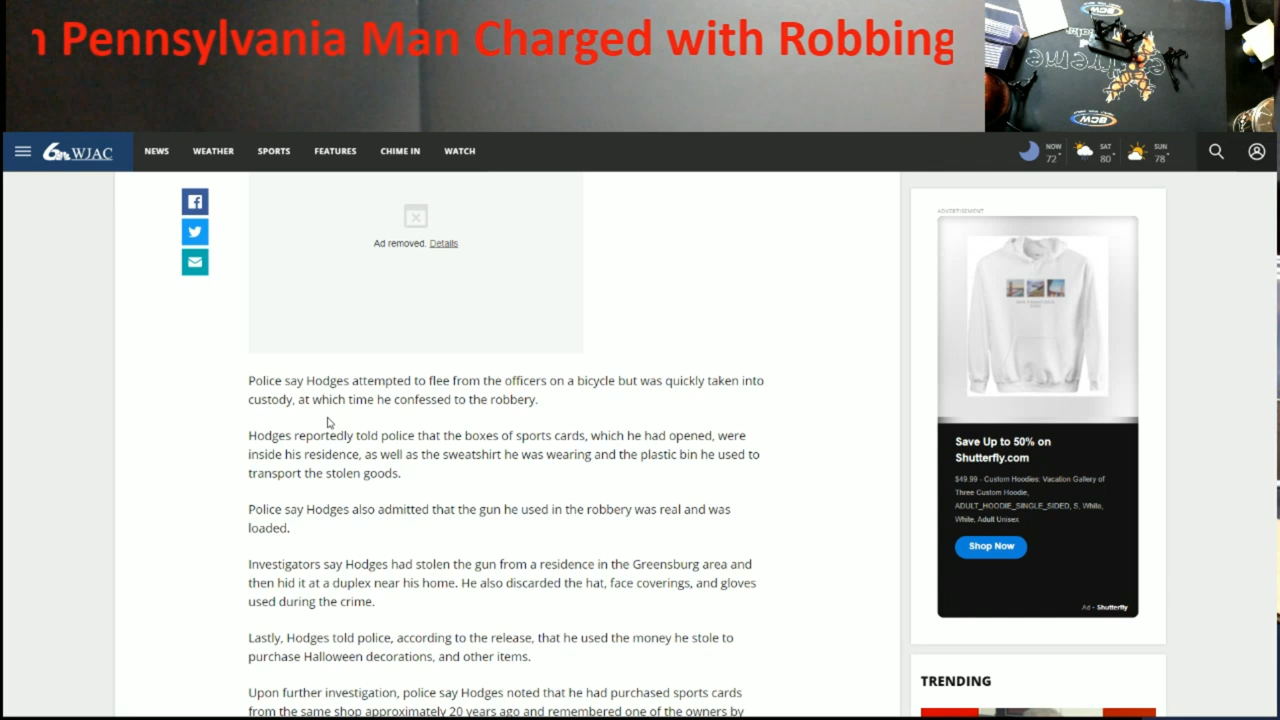 n Pennsylvania Man Charged with Robbing
BCW
extreme
BCW
6 WJAC
NEWS
WEATHER
SPORTS
FEATURES
CHIME IN
WATCH
NOW
72°
SAT
80°
SUN
78°
Ad removed. Details
Police say Hodges attempted to flee from the officers on a bicycle but was quickly taken into
custody, at which time he confessed to the robbery.
Hodges reportedly told police that the boxes of sports cards, which he had opened, were
inside his residence, as well as the sweatshirt he was wearing and the plastic bin he used to
transport the stolen goods.
Police say Hodges also admitted that the gun he used in the robbery was real and was
loaded.
Investigators say Hodges had stolen the gun from a residence in the Greensburg area and
then hid it at a duplex near his home. He also discarded the hat, face coverings, and gloves
used during the crime.
Lastly, Hodges told police, according to the release, that he used the money he stole to
purchase Halloween decorations, and other items.
Upon further investigation, police say Hodges noted that he had purchased sports cards
from the same shop approximately 20 years ago and remembered one of the owners by
ADVERTISEMENT
Save Up to 50% on
Shutterfly.com
$49.99 - Custom Hoodies: Vacation Gallery of
Three Custom Hoodie,
ADULT_HOODIE_SINGLE_SIDED, S, White,
White, Adult Unisex
Shop Now
Ad - Shutterfly
TRENDING